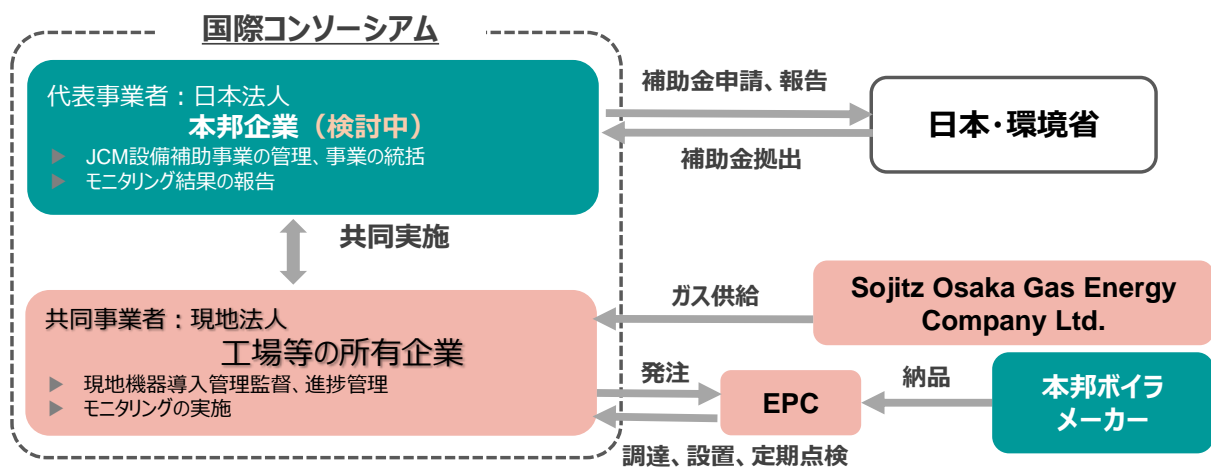 国際コンソーシアム
代表事業者：日本法人
本邦企業（検討中）
▶ JCM設備補助事業の管理、事業の統括
▶ モニタリング結果の報告
補助金申請、報告
補助金拠出
日本・環境省
共同実施
共同事業者：現地法人
工場等の所有企業
▶ 現地機器導入管理監督、進捗管理
▶ モニタリングの実施
ガス供給
Sojitz Osaka Gas Energy
Company Ltd.
発注
調達、設置、定期点検
EPC
納品
本邦ボイラ
メーカー